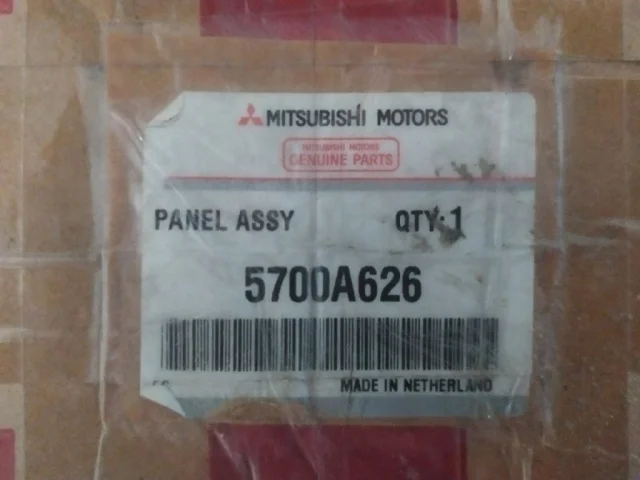 MITSUBISHI MOTORS
MITSUBISHI MOTORS
GENUINE PARTS
PANEL ASSY QTY: 1
5700A626
MADE IN NETHERLAND